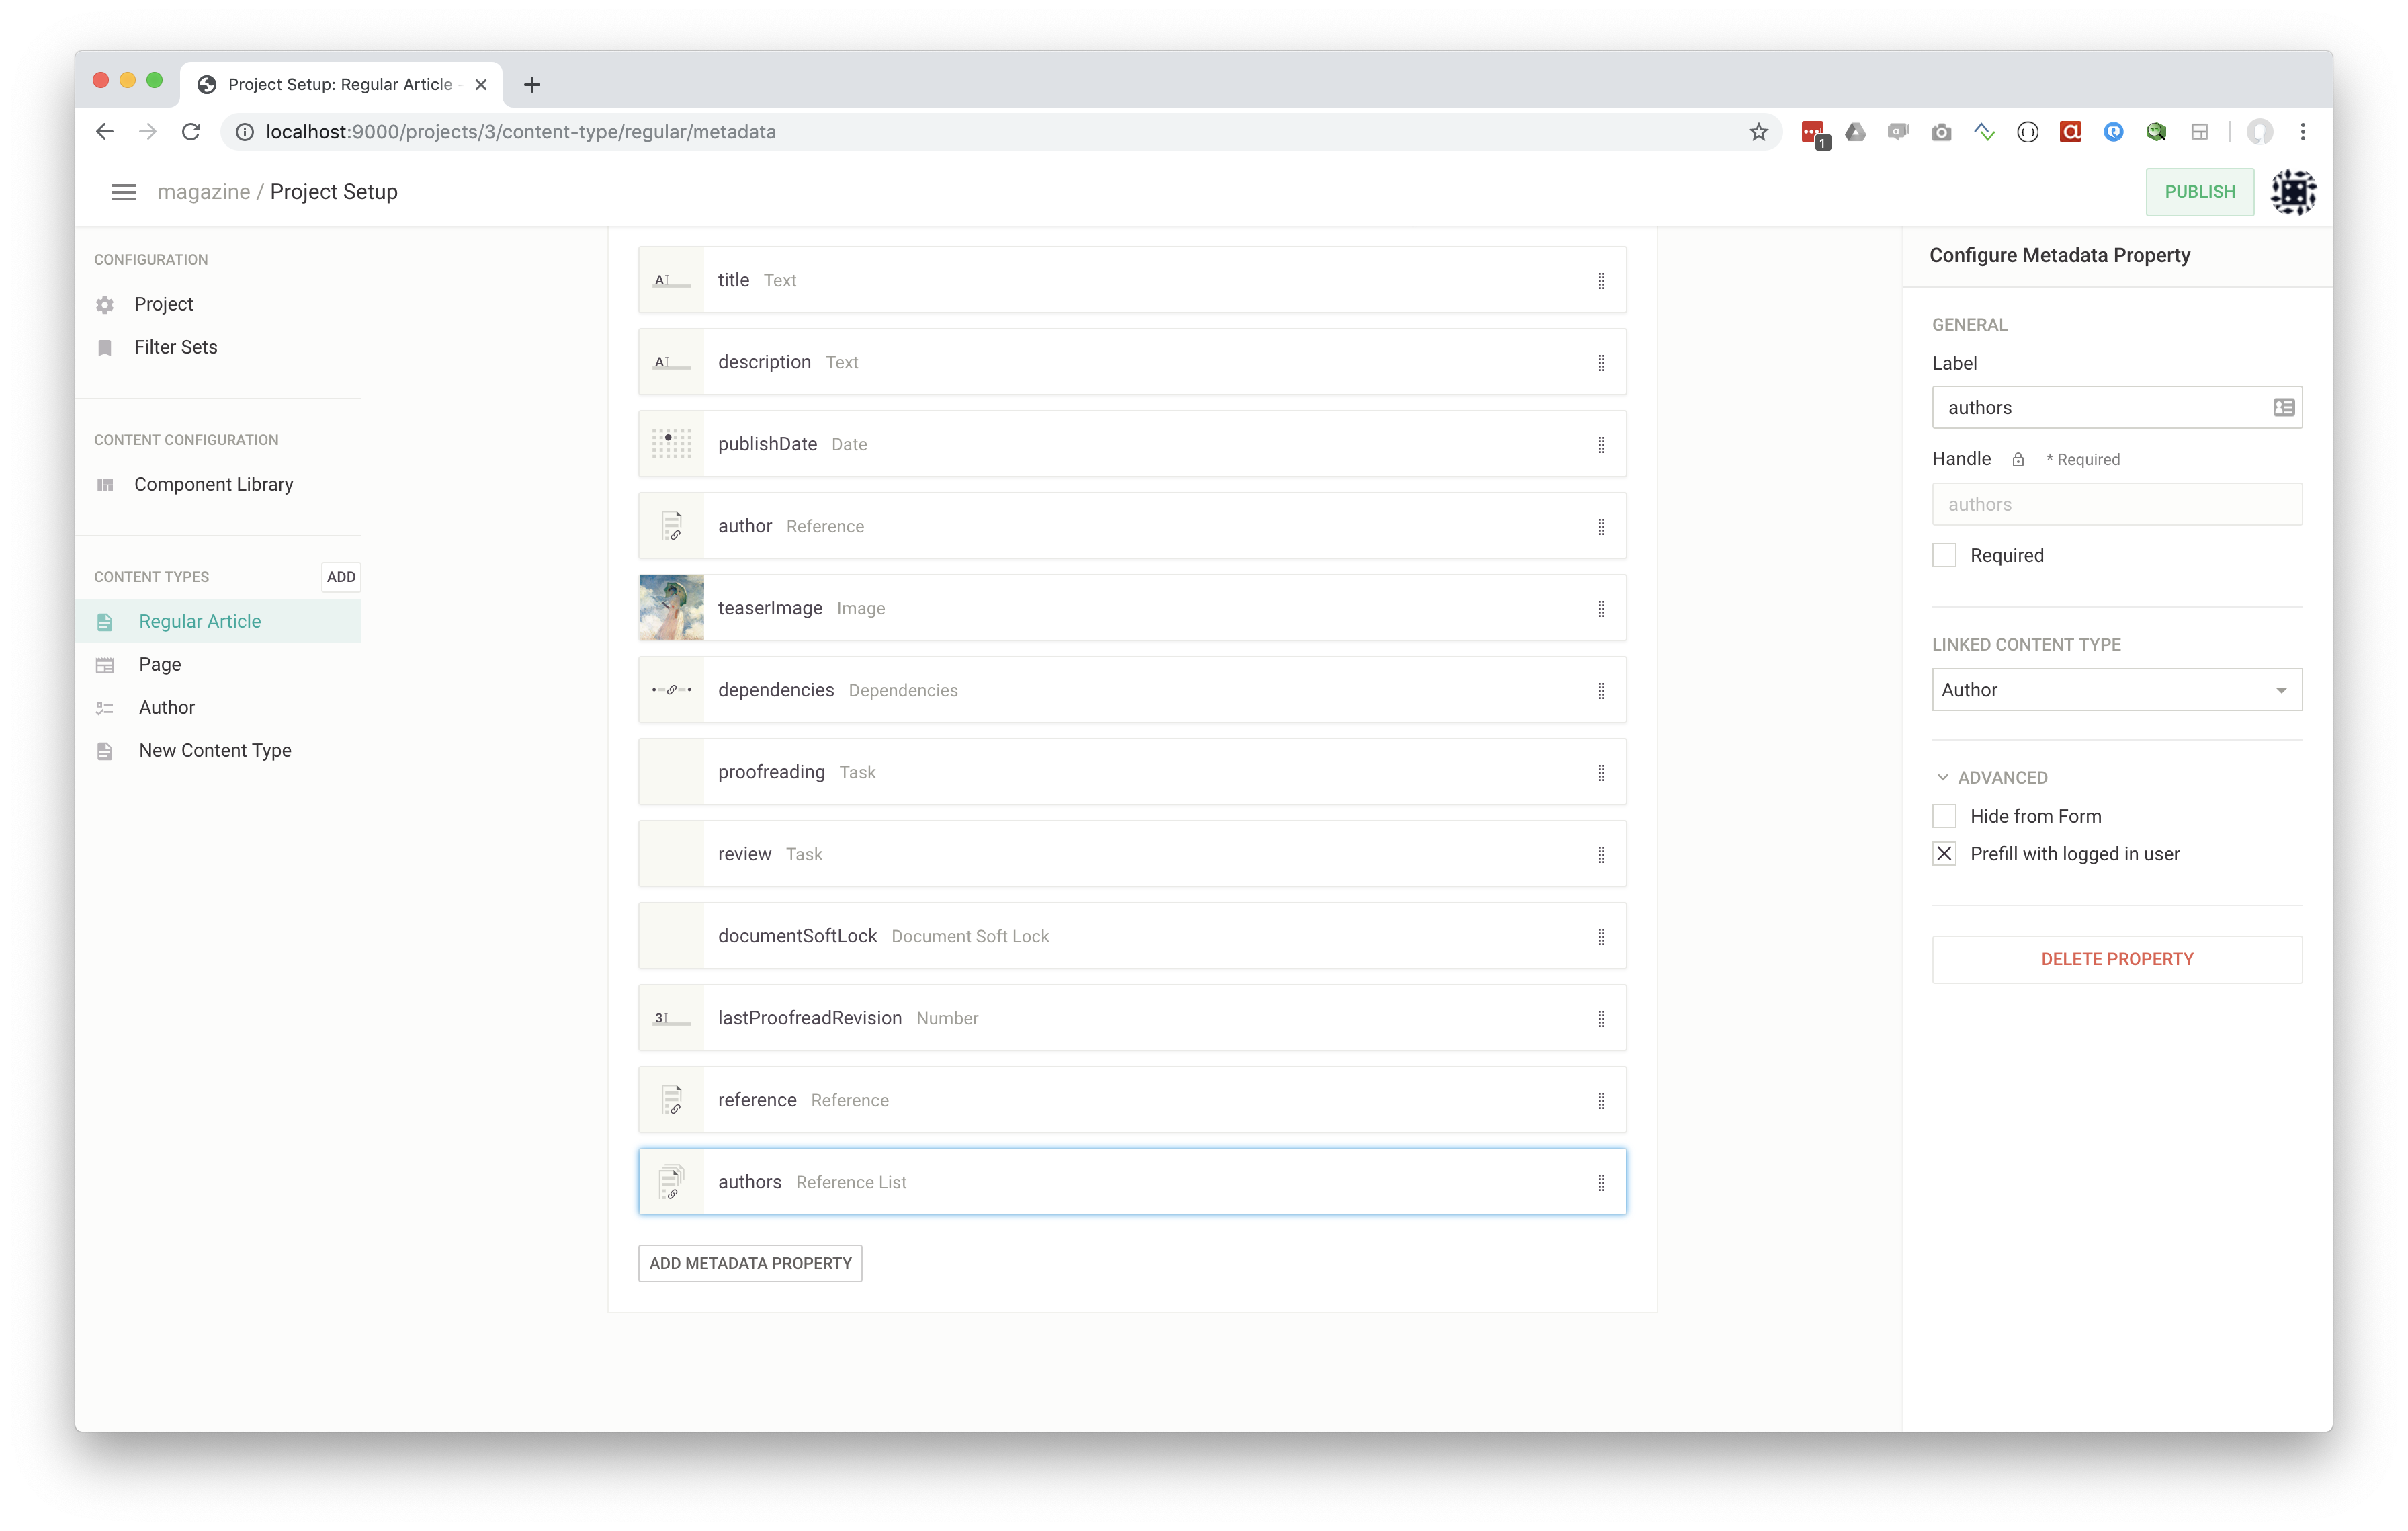 Project Setup: Regular Article -
localhost:9000/projects/3/content-type/regular/metadata
1
magazine / Project Setup
PUBLISH
CONFIGURATION
Project
Filter Sets
CONTENT CONFIGURATION
Component Library
CONTENT TYPES
ADD
Regular Article
Page
Author
New Content Type
title Text
description Text
publishDate Date
author Reference
teaserImage Image
dependencies Dependencies
proofreading Task
review Task
documentSoftLock Document Soft Lock
lastProofreadRevision Number
reference Reference
authors Reference List
ADD METADATA PROPERTY
Configure Metadata Property
GENERAL
Label
authors
Handle * Required
authors
Required
LINKED CONTENT TYPE
Author
ADVANCED
Hide from Form
Prefill with logged in user
DELETE PROPERTY